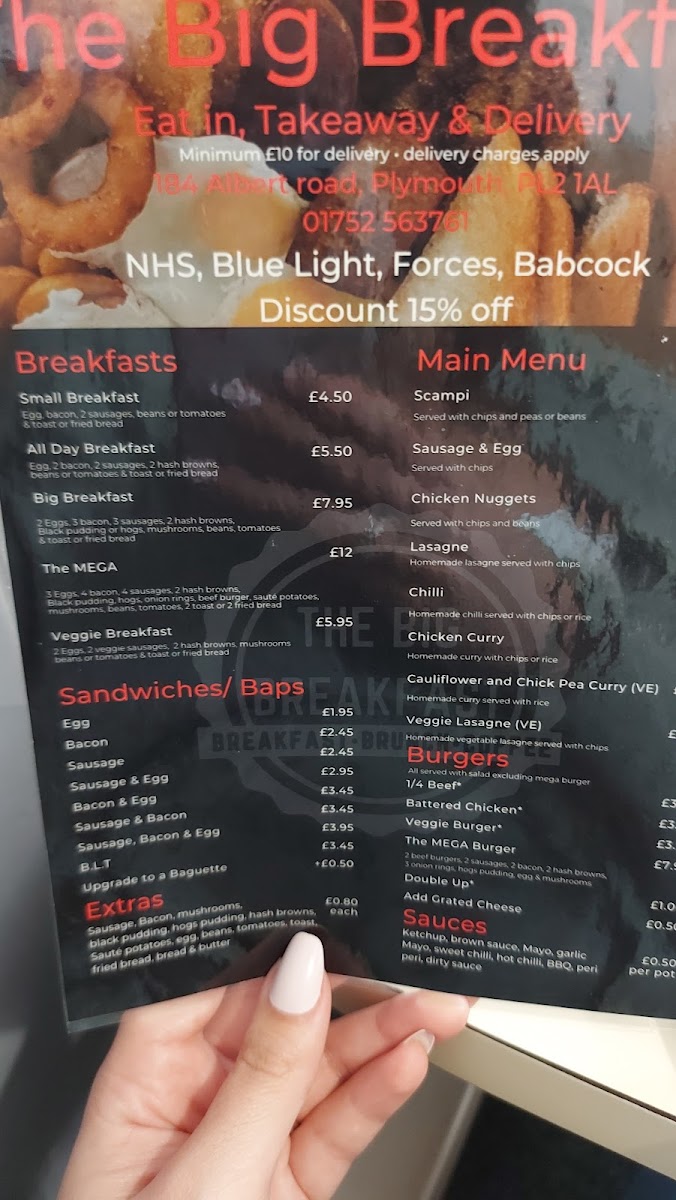 The Big Breakf
Eat in, Takeaway & Delivery
Minimum £10 for delivery • delivery charges apply
184 Albert road, Plymouth PL2 1AL
01752 563761
NHS, Blue Light, Forces, Babcock
Discount 15% off
Breakfasts
Small Breakfast £4.50
Egg, bacon, 2 sausages, beans or tomatoes
& toast or fried bread
All Day Breakfast £5.50
Egg, 2 bacon, 2 sausages, 2 hash browns,
beans or tomatoes & toast or fried bread
Big Breakfast £7.95
2 Eggs, 3 bacon, 3 sausages, 2 hash browns,
Black pudding or hogs, mushrooms, beans, tomatoes
& toast or fried bread
The MEGA £12
3 Eggs, 4 bacon, 4 sausages, 2 hash browns,
Black pudding, hogs, onion rings, beef burger, sauté potatoes,
mushrooms, beans, tomatoes, 2 toast or 2 fried bread
Veggie Breakfast £5.95
2 Eggs, 2 veggie sausages, 2 hash browns, mushrooms
beans or tomatoes & toast or fried bread
Sandwiches/ Baps
Egg £1.95
Bacon £2.45
Sausage £2.45
Sausage & Egg £2.95
Bacon & Egg £3.45
Sausage & Bacon £3.45
Sausage, Bacon & Egg £3.95
B.L.T £3.45
Upgrade to a Baguette +£0.50
Extras
Sausage, Bacon, mushrooms, £0.80
black pudding, hogs pudding, hash browns, each
Sauté potatoes, egg, beans, tomatoes, toast,
fried bread, bread & butter
Main Menu
Scampi
Served with chips and peas or beans
Sausage & Egg
Served with chips
Chicken Nuggets
Served with chips and beans
Lasagne
Homemade lasagne served with chips
Chilli
Homemade chilli served with chips or rice
Chicken Curry
Homemade curry with chips or rice
Cauliflower and Chick Pea Curry (VE)
Homemade curry served with rice
Veggie Lasagne (VE) £
Homemade vegetable lasagne served with chips
Burgers
All served with salad excluding mega burger
1/4 Beef* £3
Battered Chicken* £3.
Veggie Burger* £3.
The MEGA Burger £7.
2 beef burgers, 2 sausages, 2 bacon, 2 hash browns,
3 onion rings, hogs pudding, egg & mushrooms
Double Up* £1.0
Add Grated Cheese £0.50
Sauces
Ketchup, brown sauce, Mayo, garlic £0.50
Mayo, sweet chilli, hot chilli, BBQ, peri per pot
peri, dirty sauce
THE BIG
BREAKFAST